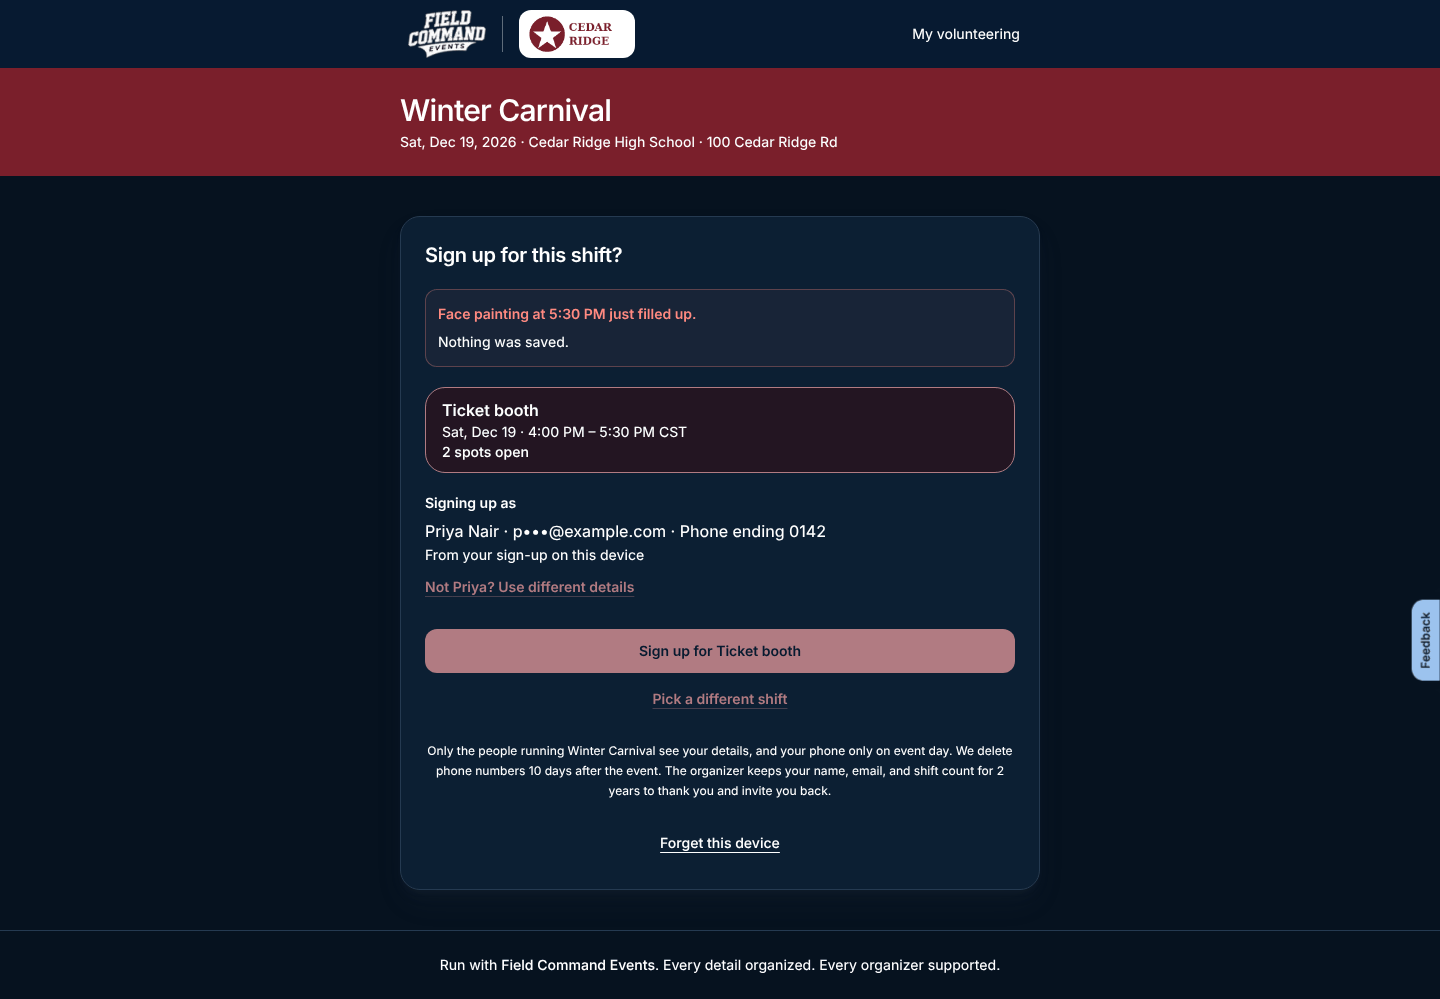 FIELD
COMMAND
EVENTS
CEDAR
RIDGE
My volunteering
Winter Carnival
Sat, Dec 19, 2026 · Cedar Ridge High School · 100 Cedar Ridge Rd
Sign up for this shift?
Face painting at 5:30 PM just filled up.
Nothing was saved.
Ticket booth
Sat, Dec 19 · 4:00 PM – 5:30 PM CST
2 spots open
Signing up as
Priya Nair · p•••@example.com · Phone ending 0142
From your sign-up on this device
Not Priya? Use different details
Sign up for Ticket booth
Pick a different shift
Only the people running Winter Carnival see your details, and your phone only on event day. We delete
phone numbers 10 days after the event. The organizer keeps your name, email, and shift count for 2
years to thank you and invite you back.
Forget this device
Feedback
Run with Field Command Events. Every detail organized. Every organizer supported.